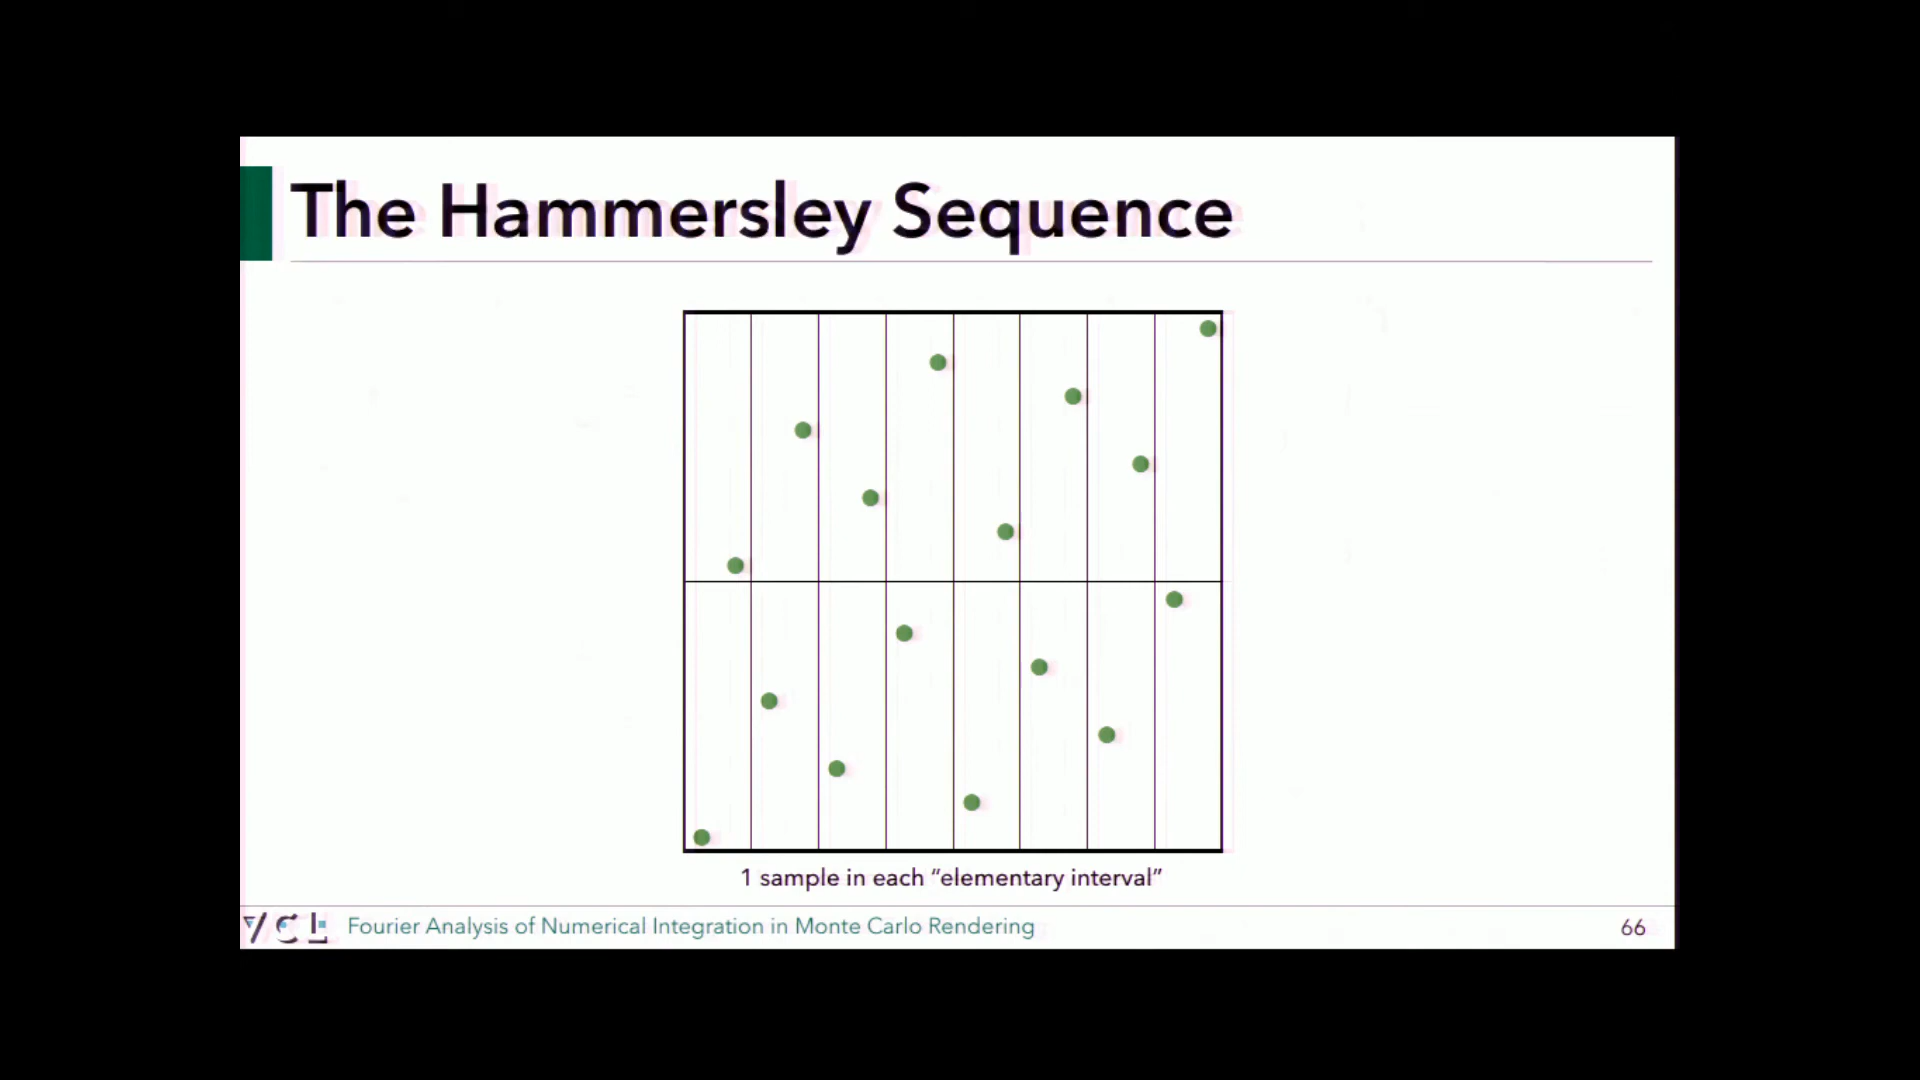 The Hammersley Sequence
1 sample in each “elementary interval”
VCL Fourier Analysis of Numerical Integration in Monte Carlo Rendering
66